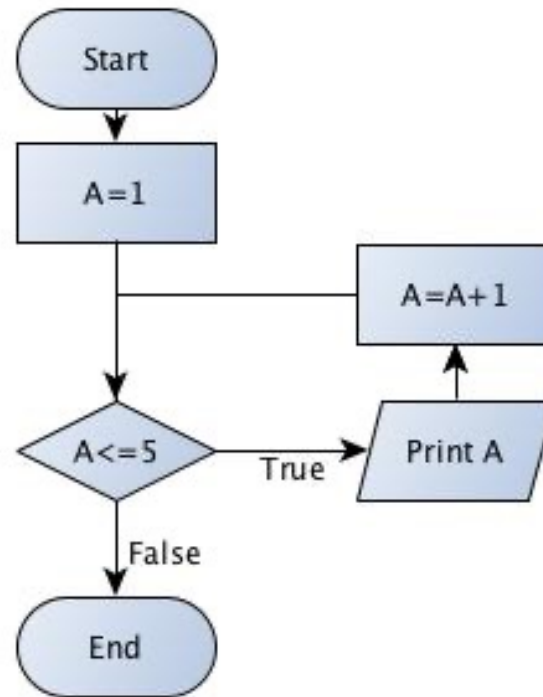 Start
A=1
A=A+1
A<=5
True
Print A
False
End